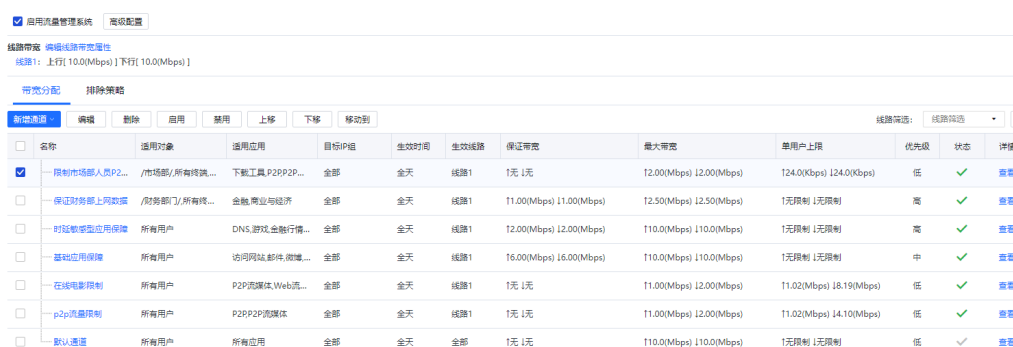 启用流量管理系统 高级配置
线路带宽 编辑线路带宽属性
线路1: 上行[ 10.0(Mbps) ] 下行[ 10.0(Mbps) ]
带宽分配 排除策略
新增通道 编辑 删除 启用 禁用 上移 下移 移动到 线路筛选: 线路筛选
名称 适用对象 适用应用 目标IP组 生效时间 生效线路 保证带宽 最大带宽 单用户上限 优先级 状态 详情
限制市场部人员P2... /市场部/,所有终端,... 下载工具,P2P,P2P... 全部 全天 线路1 ↑无 ↓无 ↑2.00(Mbps) ↓2.00(Mbps) ↑24.0(Kbps) ↓24.0(Kbps) 低 查看
保证财务部上网数据 /财务部门/,所有终... 金融,商业与经济 全部 全天 线路1 ↑1.00(Mbps) ↓1.00(Mbps) ↑2.50(Mbps) ↓2.50(Mbps) ↑无限制 ↓无限制 高 查看
时延敏感型应用保障 所有用户 DNS,游戏,金融行情... 全部 全天 线路1 ↑2.00(Mbps) ↓2.00(Mbps) ↑10.0(Mbps) ↓10.0(Mbps) ↑无限制 ↓无限制 高 查看
基础应用保障 所有用户 访问网站,邮件,微博,... 全部 全天 线路1 ↑6.00(Mbps) ↓6.00(Mbps) ↑10.0(Mbps) ↓10.0(Mbps) ↑无限制 ↓无限制 中 查看
在线电影限制 所有用户 P2P流媒体,Web流... 全部 全天 线路1 ↑无 ↓无 ↑1.00(Mbps) ↓2.00(Mbps) ↑1.02(Mbps) ↓8.19(Mbps) 低 查看
p2p流量限制 所有用户 P2P,P2P流媒体 全部 全天 线路1 ↑无 ↓无 ↑1.00(Mbps) ↓2.00(Mbps) ↑1.02(Mbps) ↓4.10(Mbps) 低 查看
默认通道 所有用户 所有应用 全部 全天 全部 ↑无 ↓无 ↑10.0(Mbps) ↓10.0(Mbps) ↑无限制 ↓无限制 低 查看